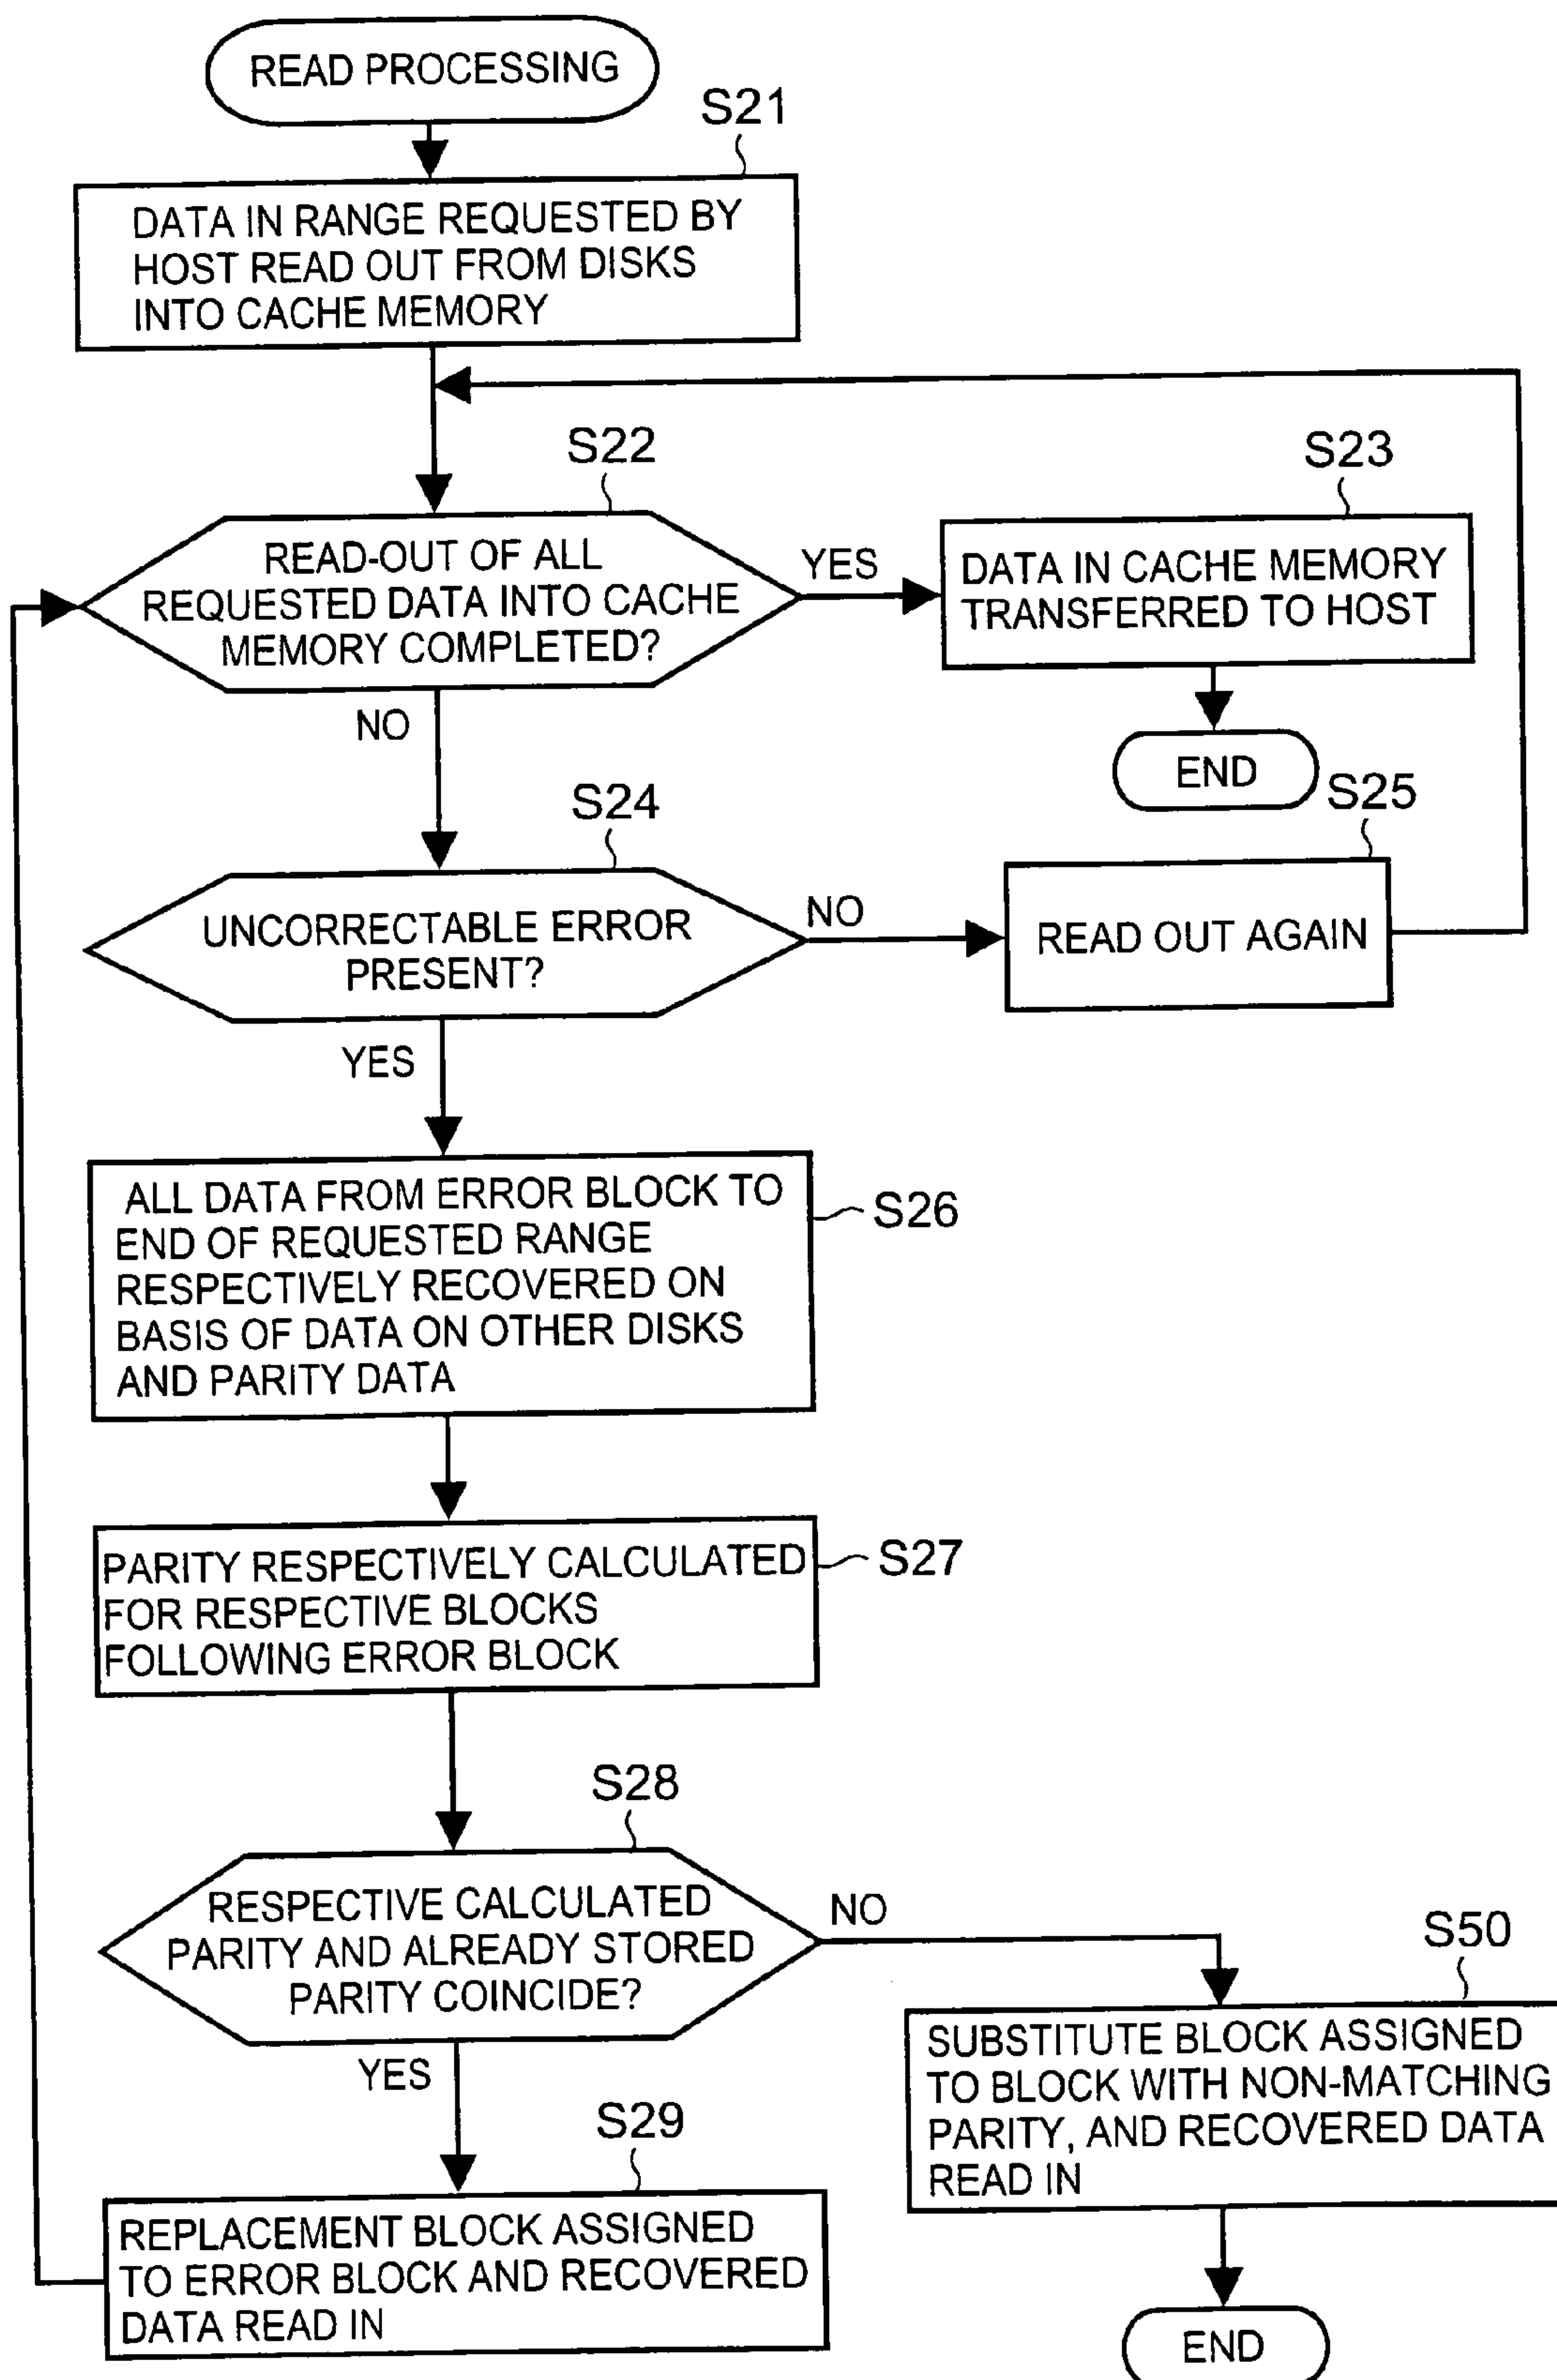 READ PROCESSING
S21
DATA IN RANGE REQUESTED BY
HOST READ OUT FROM DISKS
INTO CACHE MEMORY
S22
READ-OUT OF ALL
REQUESTED DATA INTO CACHE
MEMORY COMPLETED?
YES
S23
DATA IN CACHE MEMORY
TRANSFERRED TO HOST
END
NO
S24
UNCORRECTABLE ERROR
PRESENT?
NO
S25
READ OUT AGAIN
YES
ALL DATA FROM ERROR BLOCK TO
END OF REQUESTED RANGE
RESPECTIVELY RECOVERED ON
BASIS OF DATA ON OTHER DISKS
AND PARITY DATA
S26
PARITY RESPECTIVELY CALCULATED
FOR RESPECTIVE BLOCKS
FOLLOWING ERROR BLOCK
S27
S28
RESPECTIVE CALCULATED
PARITY AND ALREADY STORED
PARITY COINCIDE?
NO
S50
SUBSTITUTE BLOCK ASSIGNED
TO BLOCK WITH NON-MATCHING
PARITY, AND RECOVERED DATA
READ IN
END
YES
S29
REPLACEMENT BLOCK ASSIGNED
TO ERROR BLOCK AND RECOVERED
DATA READ IN